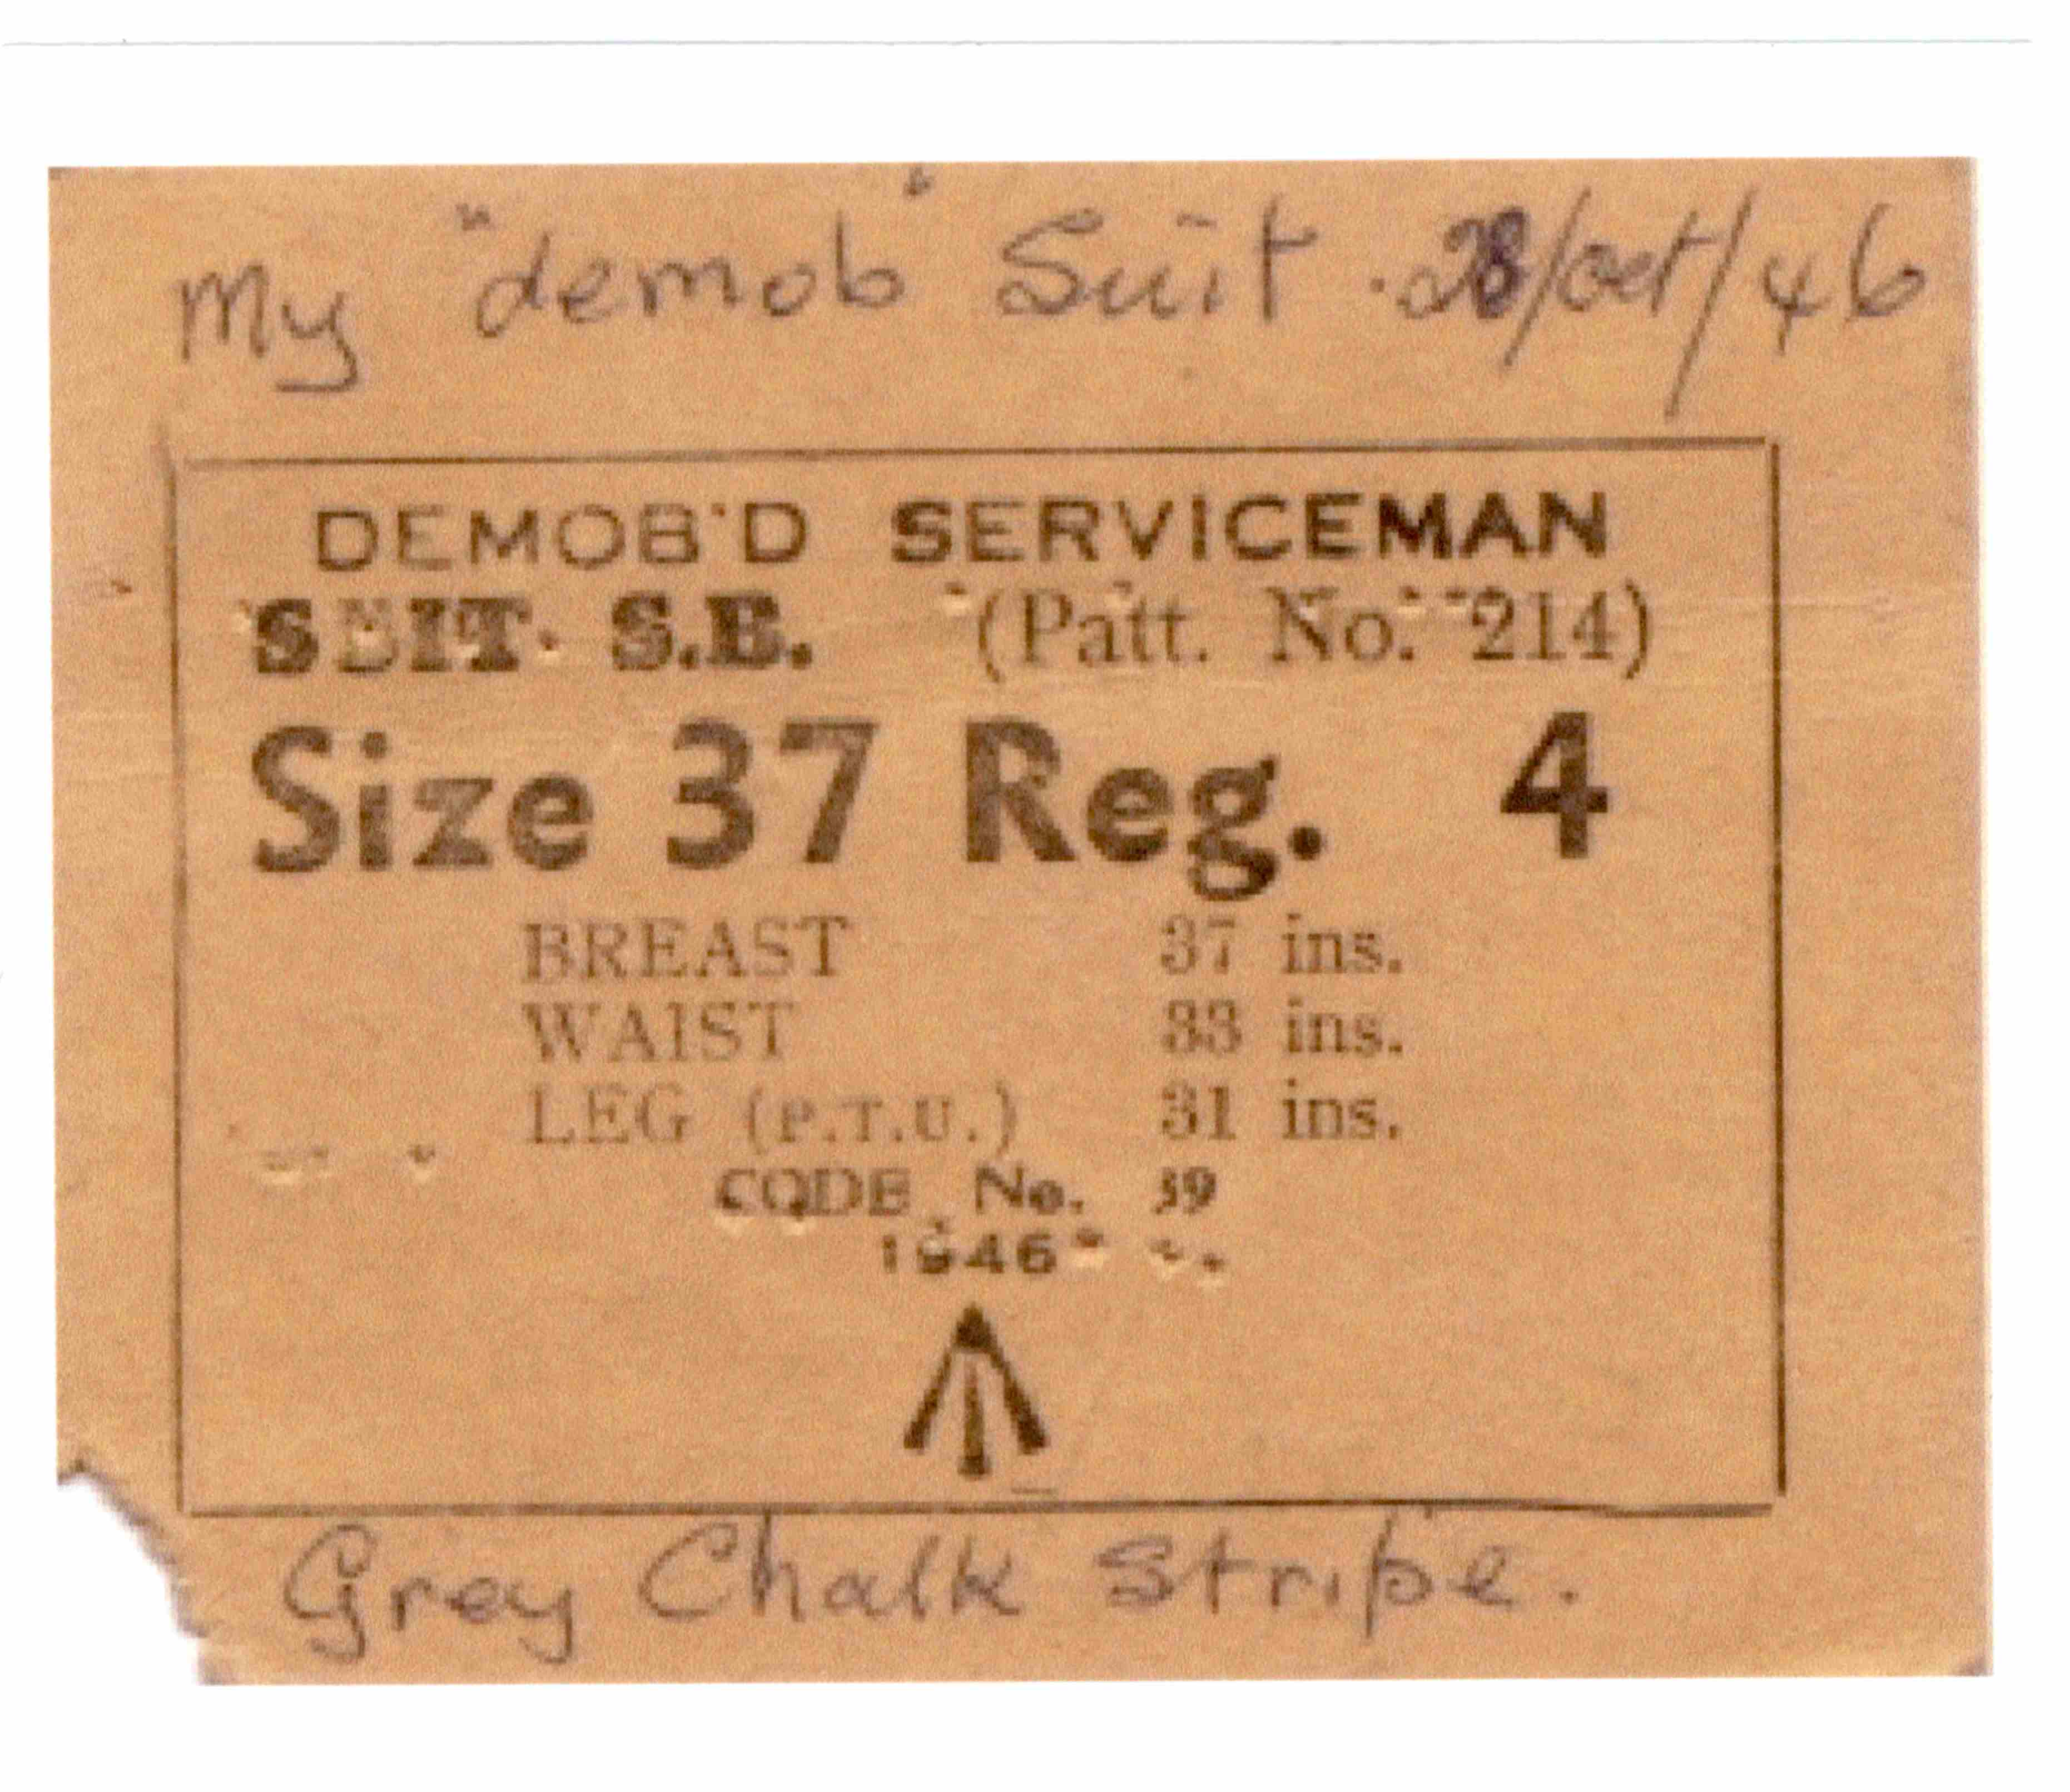 My "demob" Suit. 28/Oct/46
DEMOB'D SERVICEMAN
SUIT S.B. (Patt. No. 214)
Size 37 Reg. 4
BREAST 37 ins.
WAIST 33 ins.
LEG (P.T.U.) 31 ins.
CODE No. 39
1946
Grey Chalk Stripe.